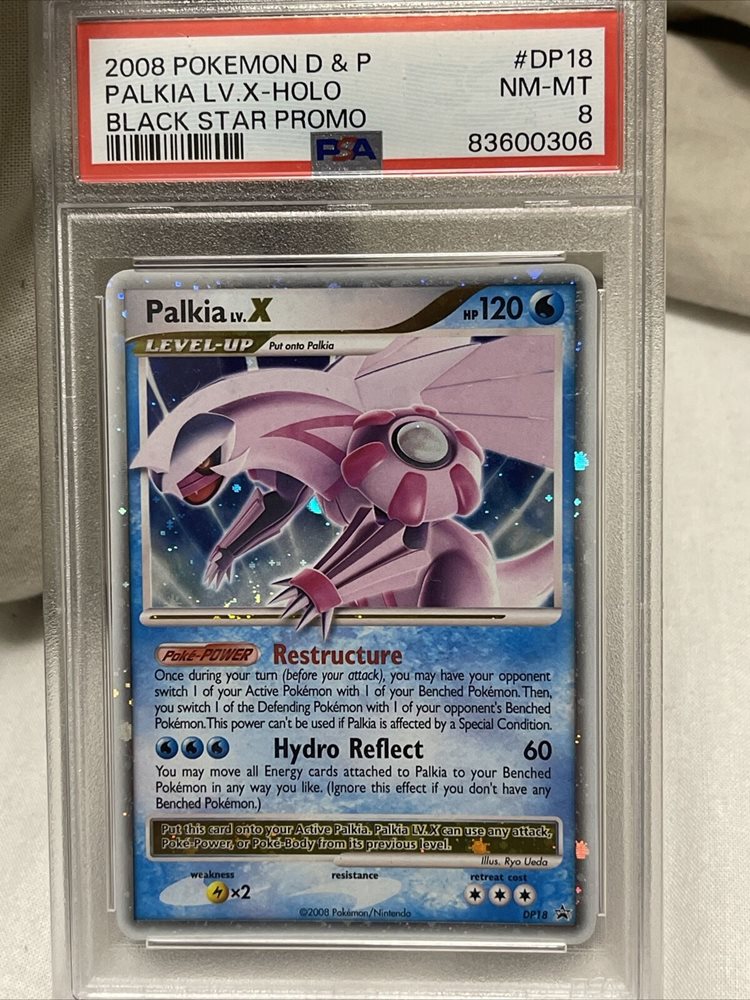 2008 POKEMON D & P #DP18
PALKIA LV.X-HOLO NM-MT
BLACK STAR PROMO 8
PSA 83600306
Palkia LV.X HP 120
LEVEL-UP Put onto Palkia
Poké-POWER Restructure
Once during your turn (before your attack), you may have your opponent
switch 1 of your Active Pokémon with 1 of your Benched Pokémon. Then,
you switch 1 of the Defending Pokémon with 1 of your opponent's Benched
Pokémon. This power can't be used if Palkia is affected by a Special Condition.
Hydro Reflect 60
You may move all Energy cards attached to Palkia to your Benched
Pokémon in any way you like. (Ignore this effect if you don't have any
Benched Pokémon.)
Put this card onto your Active Palkia. Palkia LV.X can use any attack,
Poké-Power, or Poké-Body from its previous level.
Illus. Ryo Ueda
weakness resistance retreat cost
×2
©2008 Pokémon/Nintendo DP18